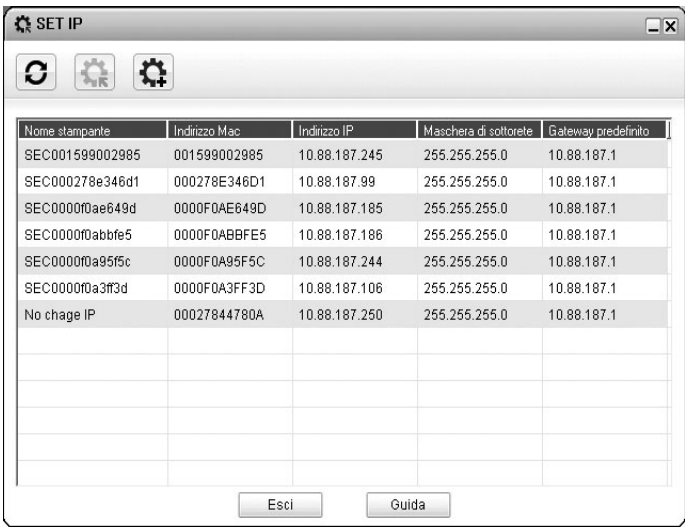 SET IP
Nome stampante Indirizzo Mac Indirizzo IP Maschera di sottorete Gateway predefinito
SEC001599002985 001599002985 10.88.187.245 255.255.255.0 10.88.187.1
SEC000278e346d1 000278E346D1 10.88.187.99 255.255.255.0 10.88.187.1
SEC0000f0ae649d 0000F0AE649D 10.88.187.185 255.255.255.0 10.88.187.1
SEC0000f0abbfe5 0000F0ABBFE5 10.88.187.186 255.255.255.0 10.88.187.1
SEC0000f0a95f5c 0000F0A95F5C 10.88.187.244 255.255.255.0 10.88.187.1
SEC0000f0a3ff3d 0000F0A3FF3D 10.88.187.106 255.255.255.0 10.88.187.1
No chage IP 00027844780A 10.88.187.250 255.255.255.0 10.88.187.1
Esci Guida